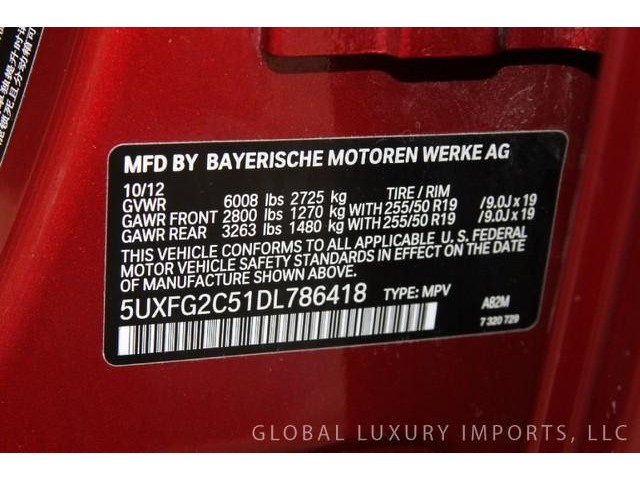 MFD BY BAYERISCHE MOTOREN WERKE AG
10/12 TIRE / RIM
GVWR 6008 lbs 2725 kg
GAWR FRONT 2800 lbs 1270 kg WITH 255/50 R19 /9.0J x 19
GAWR REAR 3263 lbs 1480 kg WITH 255/50 R19 /9.0J x 19
THIS VEHICLE CONFORMS TO ALL APPLICABLE U.S. FEDERAL
MOTOR VEHICLE SAFETY STANDARDS IN EFFECT ON THE DATE
OF MANUFACTURE SHOWN ABOVE.
5UXFG2C51DL786418 TYPE: MPV A82M
7 320 729
GLOBAL LUXURY IMPORTS, LLC